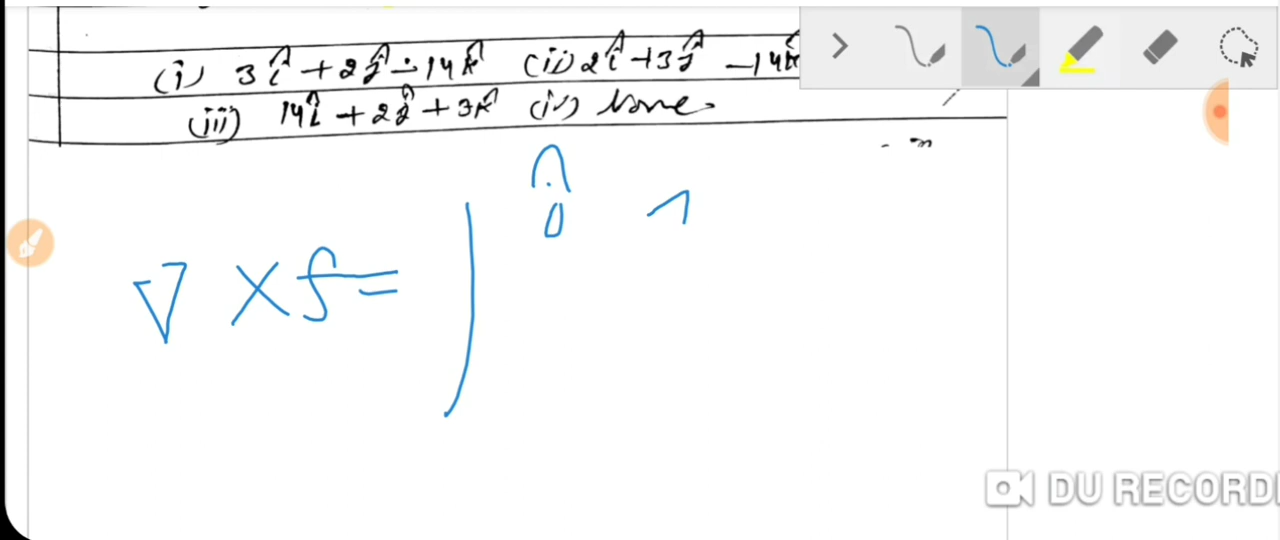 (i) 3î + 2ĵ - 14k̂ (ii) 2î + 3ĵ - 14k̂
(iii) 14î + 2ĵ + 3k̂ (iv) None
∇ × f = | î
DU RECORD